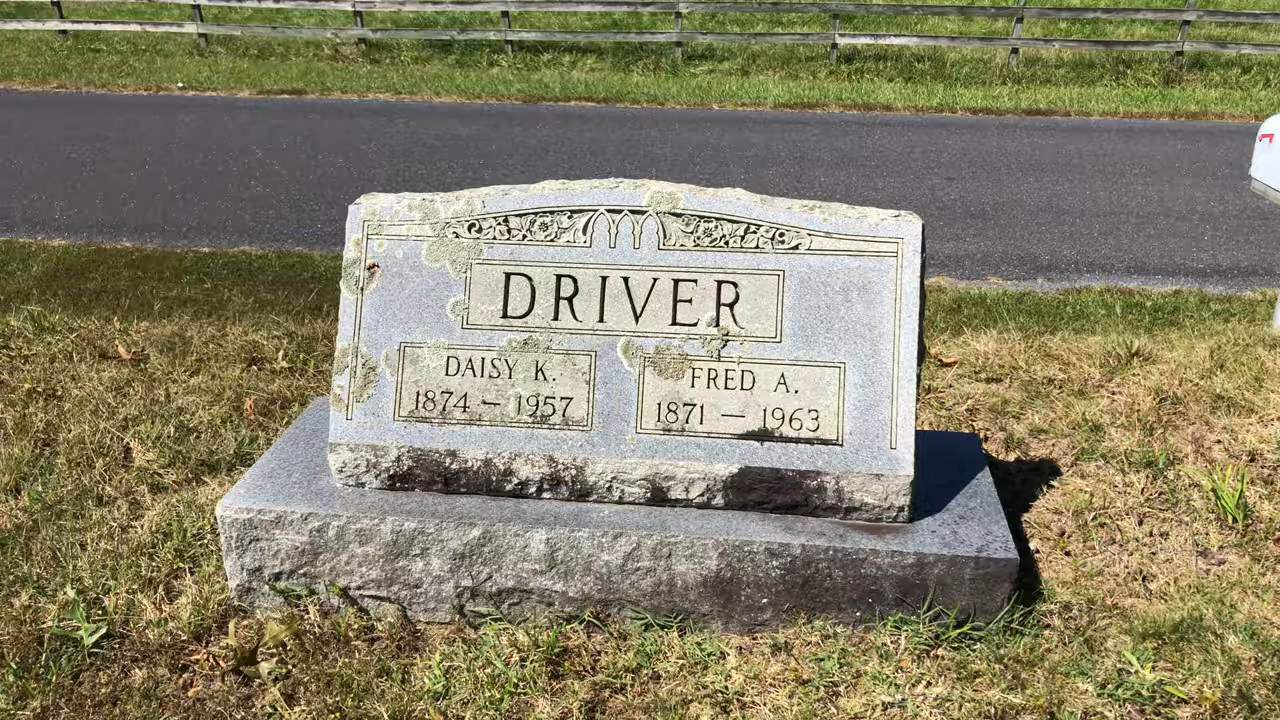 DRIVER
DAISY K.
1874 – 1957
FRED A.
1871 – 1963